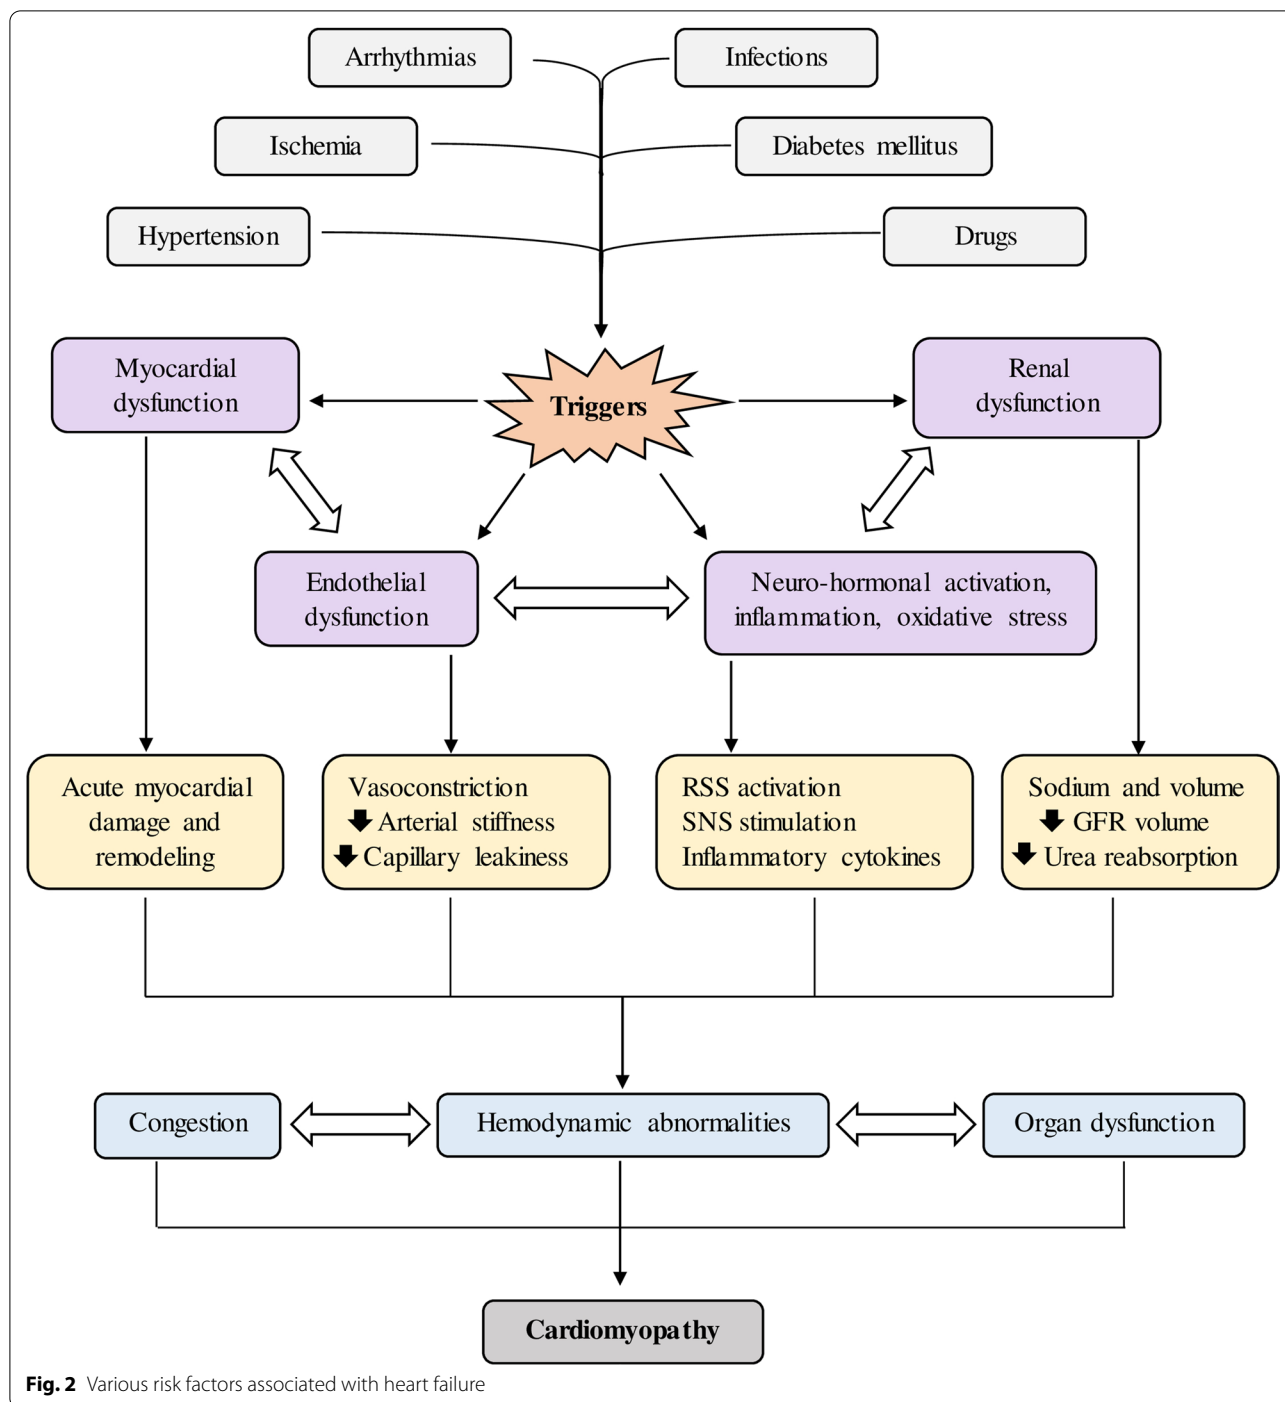 Arrhythmias
Infections
Ischemia
Diabetes mellitus
Hypertension
Drugs
Myocardial
dysfunction
Triggers
Renal
dysfunction
Endothelial
dysfunction
Neuro-hormonal activation,
inflammation, oxidative stress
Acute myocardial
damage and
remodeling
Vasoconstriction
Arterial stiffness
Capillary leakiness
RSS activation
SNS stimulation
Inflammatory cytokines
Sodium and volume
GFR volume
Urea reabsorption
Congestion
Hemodynamic abnormalities
Organ dysfunction
Cardiomyopathy
Fig. 2 Various risk factors associated with heart failure